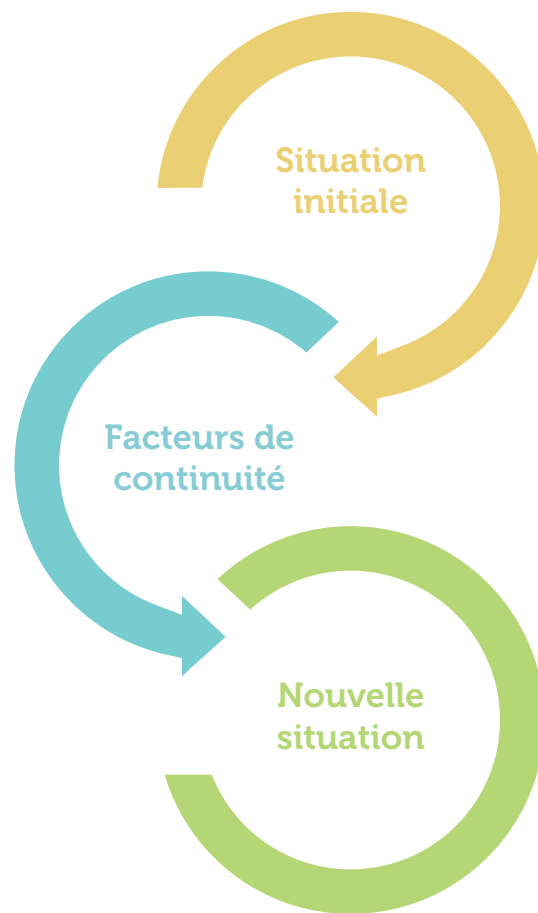 Situation
initiale
Facteurs de
continuité
Nouvelle
situation